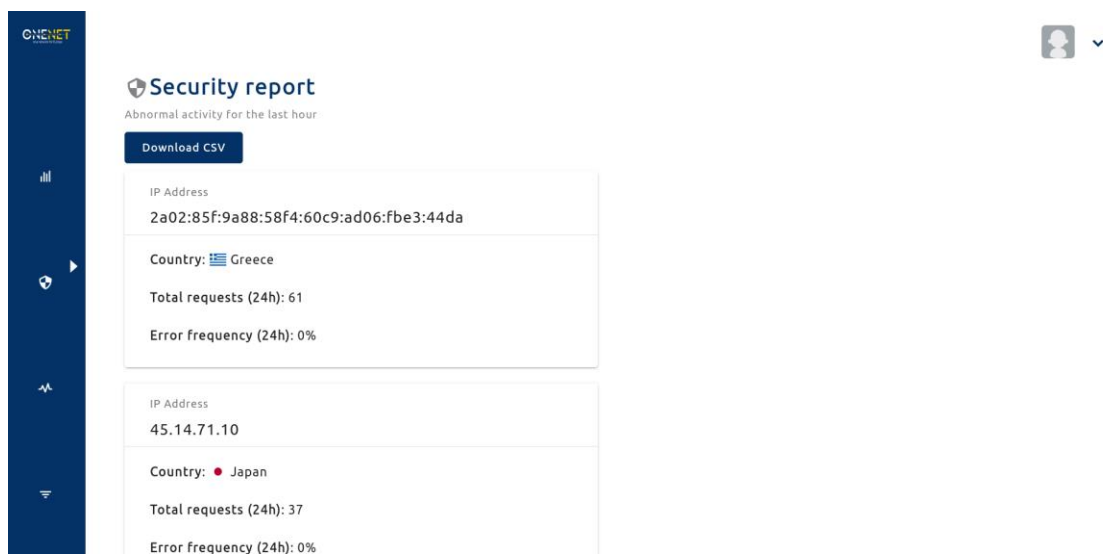 ONENET
Security report
Abnormal activity for the last hour
Download CSV
IP Address
2a02:85f:9a88:58f4:60c9:ad06:fbe3:44da
Country: Greece
Total requests (24h): 61
Error frequency (24h): 0%
IP Address
45.14.71.10
Country: Japan
Total requests (24h): 37
Error frequency (24h): 0%